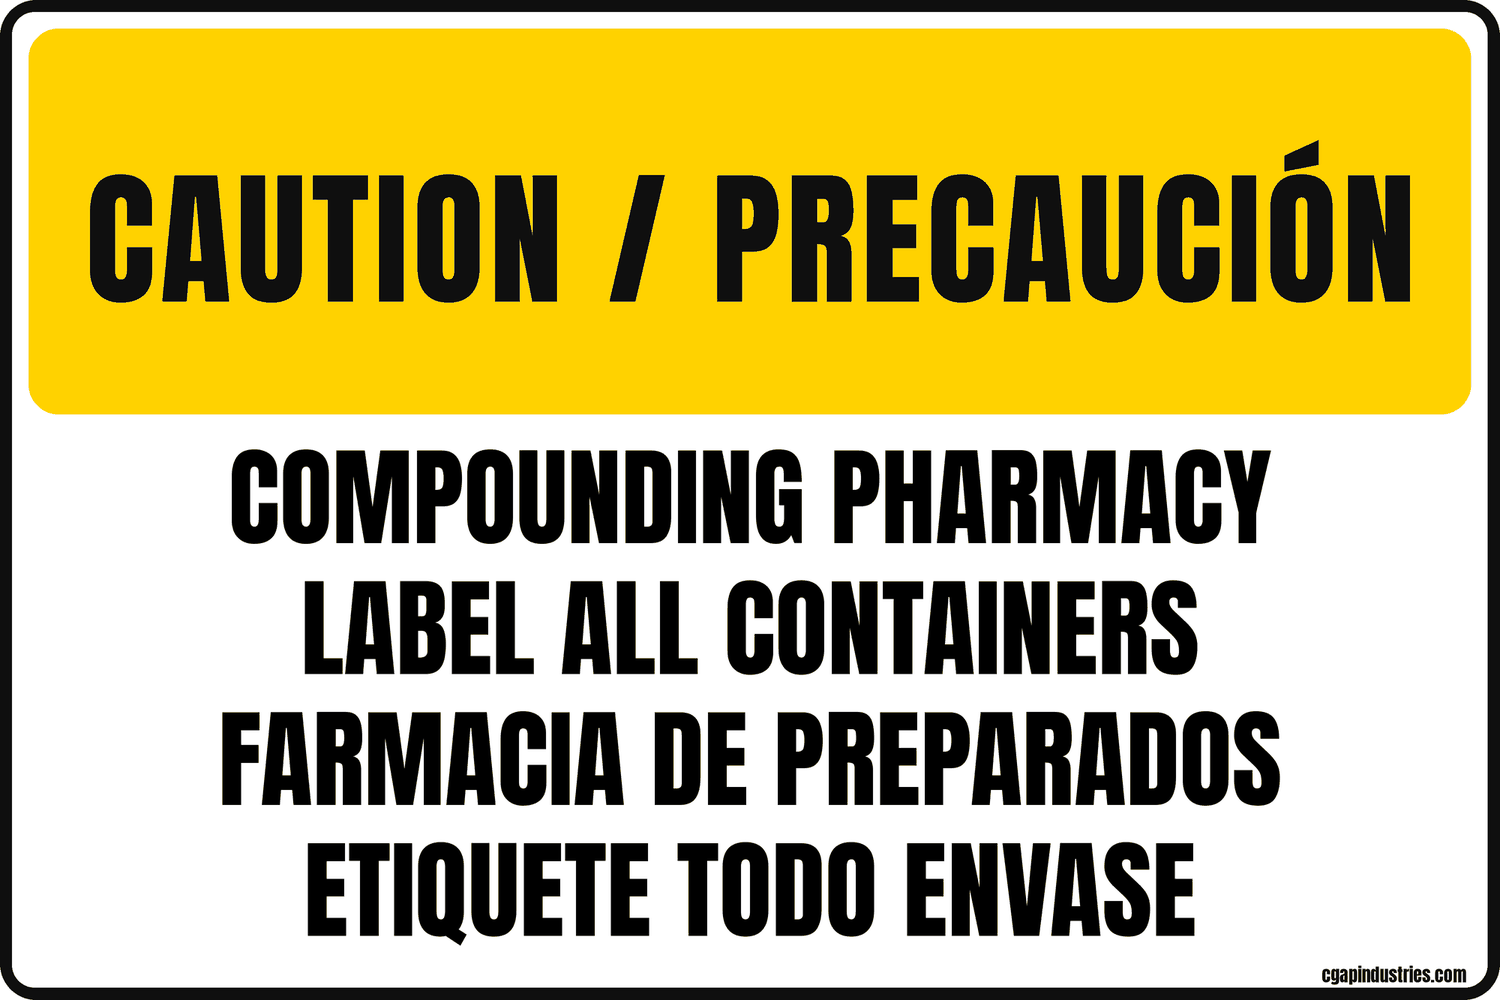 CAUTION / PRECAUCIÓN
COMPOUNDING PHARMACY
LABEL ALL CONTAINERS
FARMACIA DE PREPARADOS
ETIQUETE TODO ENVASE
cgapindustries.com